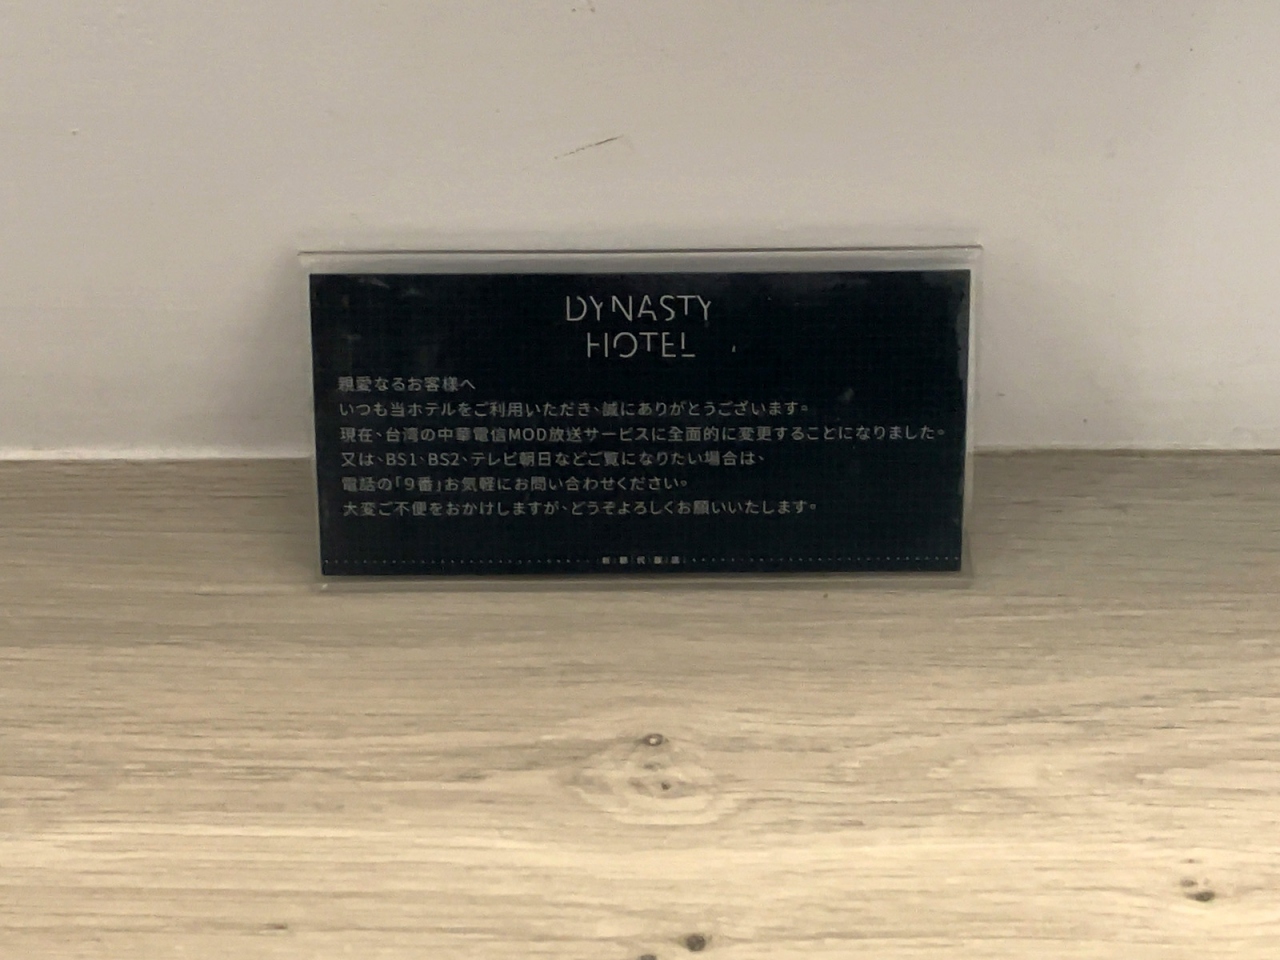 DYNASTY
HOTEL
親愛なるお客様へ
いつも当ホテルをご利用いただき、誠にありがとうございます。
現在、台湾の中華電信MOD放送サービスに全面的に変更することになりました。
又は、BS1、BS2、テレビ朝日などご覧になりたい場合は、
電話の「9番」お気軽にお問い合わせください。
大変ご不便をおかけしますが、どうぞよろしくお願いいたします。